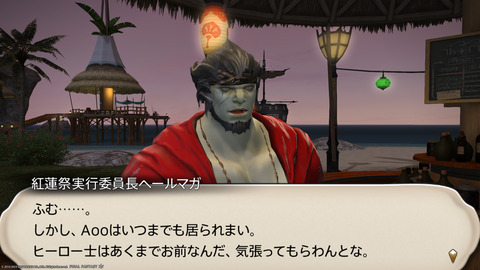 紅蓮祭実行委員長ヘールマガ
ふむ……。
しかし、Aooはいつまでも居られまい。
ヒーロー士はあくまでお前なんだ、気張ってもらわんとな。